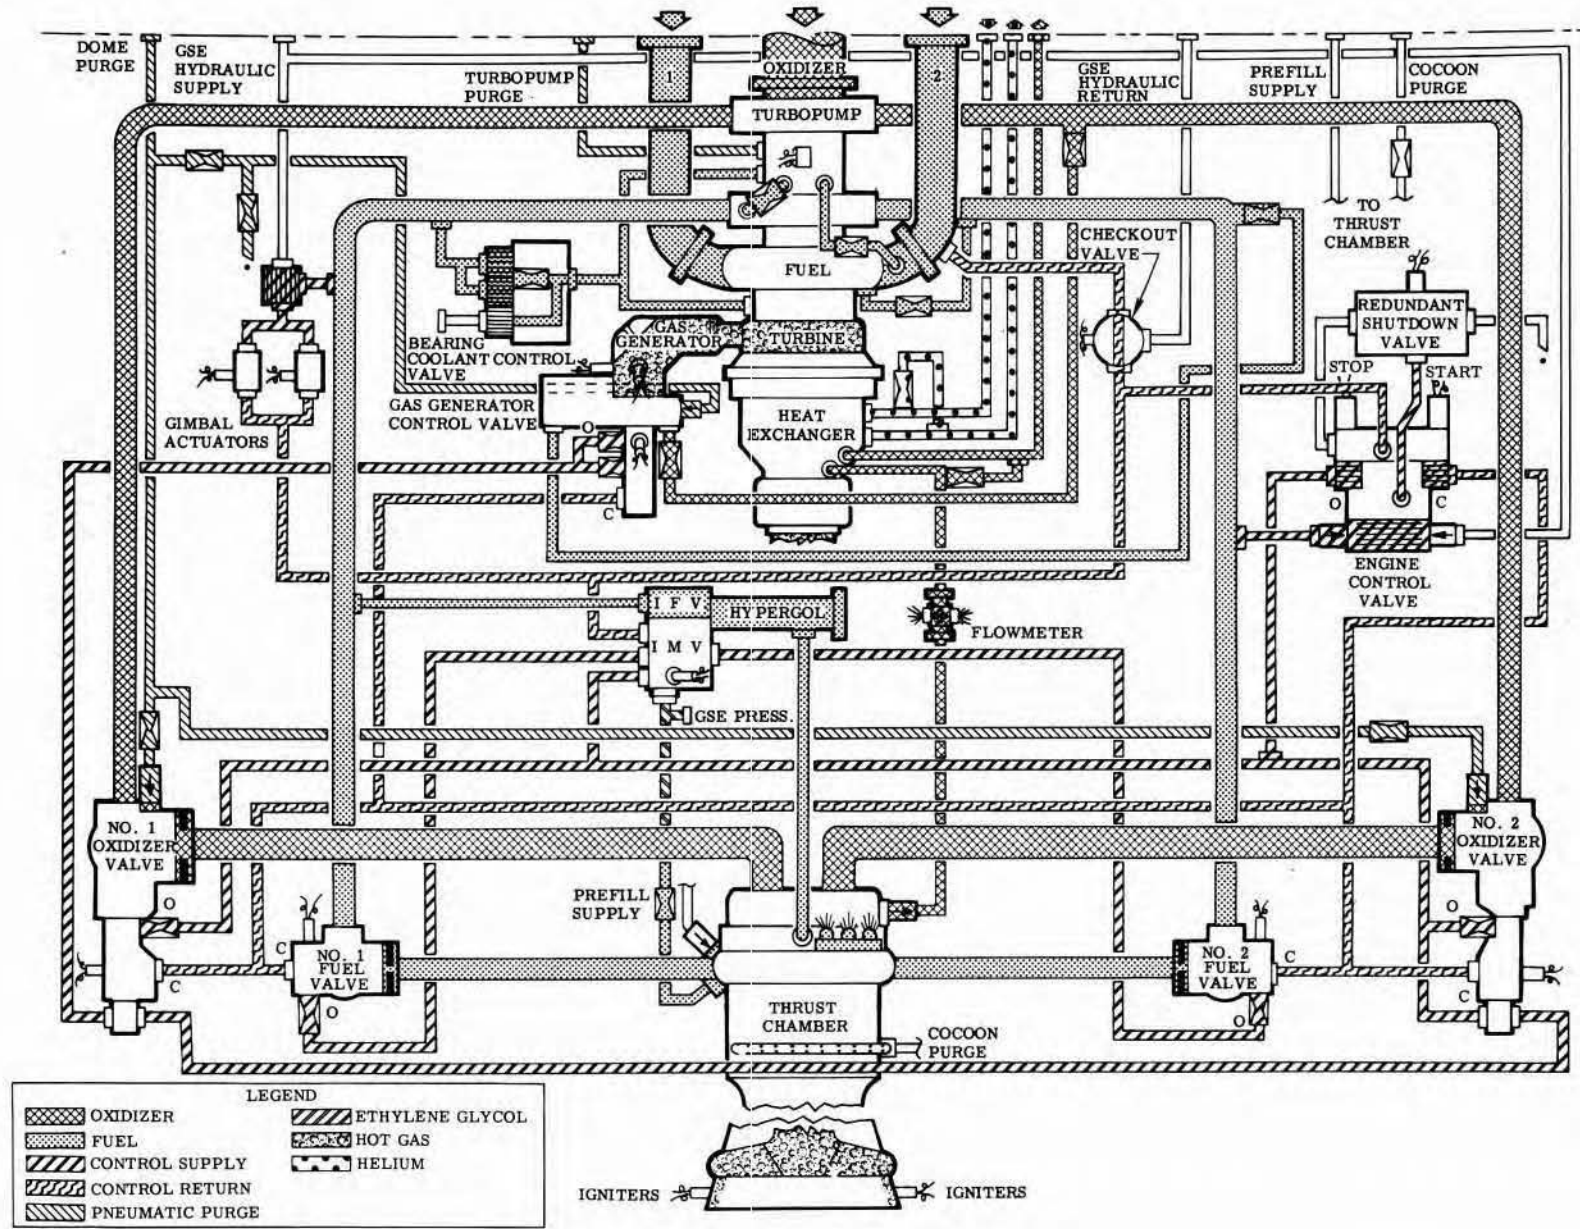 DOME
PURGE
GSE
HYDRAULIC
SUPPLY
TURBOPUMP
PURGE
1
OXIDIZER
2
GSE
HYDRAULIC
RETURN
PREFILL
SUPPLY
COCOON
PURGE
TURBOPUMP
TO
THRUST
CHAMBER
CHECKOUT
VALVE
FUEL
REDUNDANT
SHUTDOWN
VALVE
BEARING
COOLANT CONTROL
VALVE
GAS
GENERATOR
TURBINE
STOP
START
GIMBAL
ACTUATORS
GAS GENERATOR
CONTROL VALVE
O
C
HEAT
EXCHANGER
O
C
ENGINE
CONTROL
VALVE
I F V
HYPERGOL
I M V
FLOWMETER
GSE PRESS.
NO. 1
OXIDIZER
VALVE
NO. 2
OXIDIZER
VALVE
O
C
PREFILL
SUPPLY
O
C
C
NO. 1
FUEL
VALVE
O
NO. 2
FUEL
VALVE
C
O
THRUST
CHAMBER
COCOON
PURGE
LEGEND
OXIDIZER
FUEL
CONTROL SUPPLY
CONTROL RETURN
PNEUMATIC PURGE
ETHYLENE GLYCOL
HOT GAS
HELIUM
IGNITERS
IGNITERS